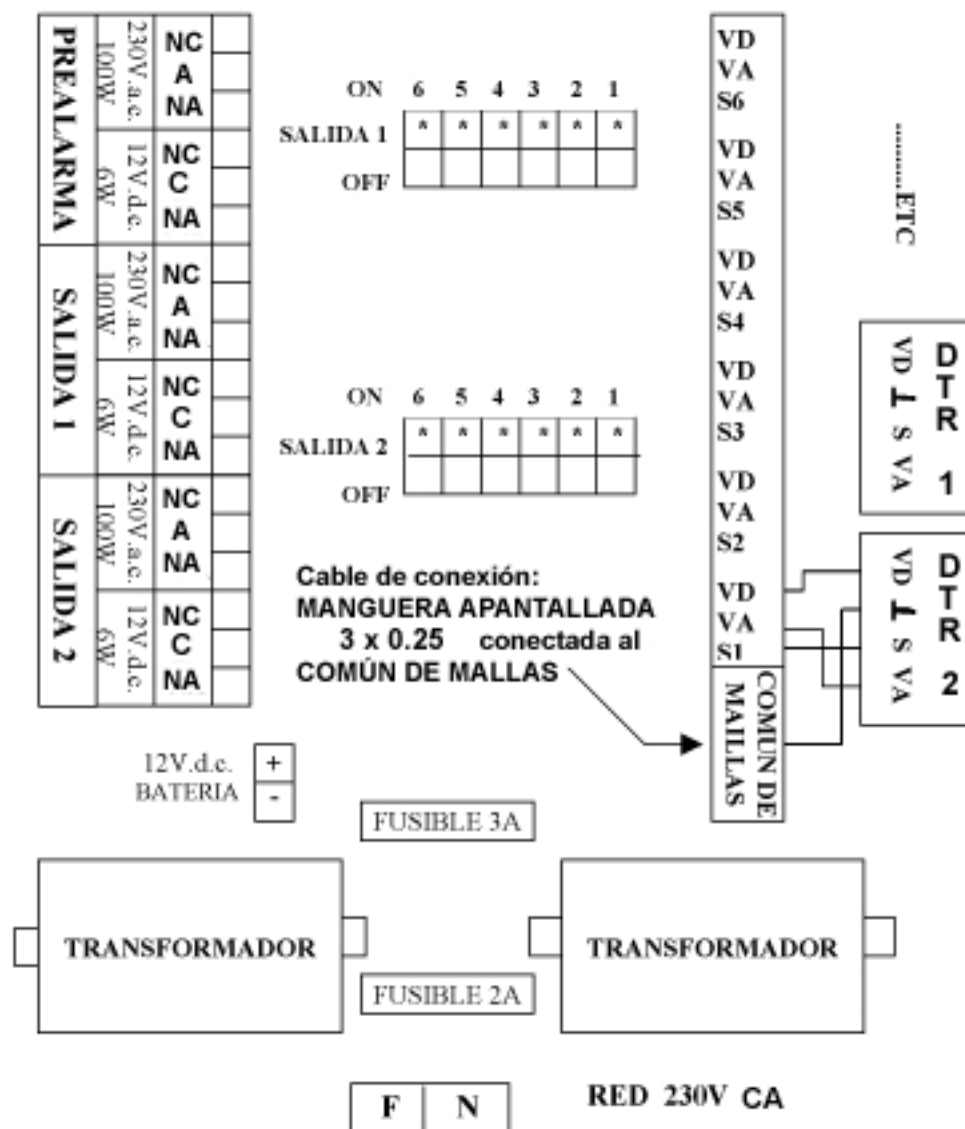 PREALARMA
230V.a.c.
100W
NC
A
NA
12V.d.c.
6W
NC
C
NA
SALIDA 1
230V.a.c.
100W
NC
A
NA
12V.d.c.
6W
NC
C
NA
SALIDA 2
230V.a.c.
100W
NC
A
NA
12V.d.c.
6W
NC
C
NA
ON 6 5 4 3 2 1
SALIDA 1 * * * * * *
OFF
ON 6 5 4 3 2 1
SALIDA 2 * * * * * *
OFF
Cable de conexión:
MANGUERA APANTALLADA
3 x 0.25 conectada al
COMÚN DE MALLAS
VD
VA
S6
VD
VA
S5
VD
VA
S4
VD
VA
S3
VD
VA
S2
VD
VA
S1
COMUN DE
MAILLAS
...........ETC
DTR 1
VD T S VA
DTR 2
VD T S VA
12V.d.c. +
BATERIA -
FUSIBLE 3A
TRANSFORMADOR
TRANSFORMADOR
FUSIBLE 2A
F N
RED 230V CA